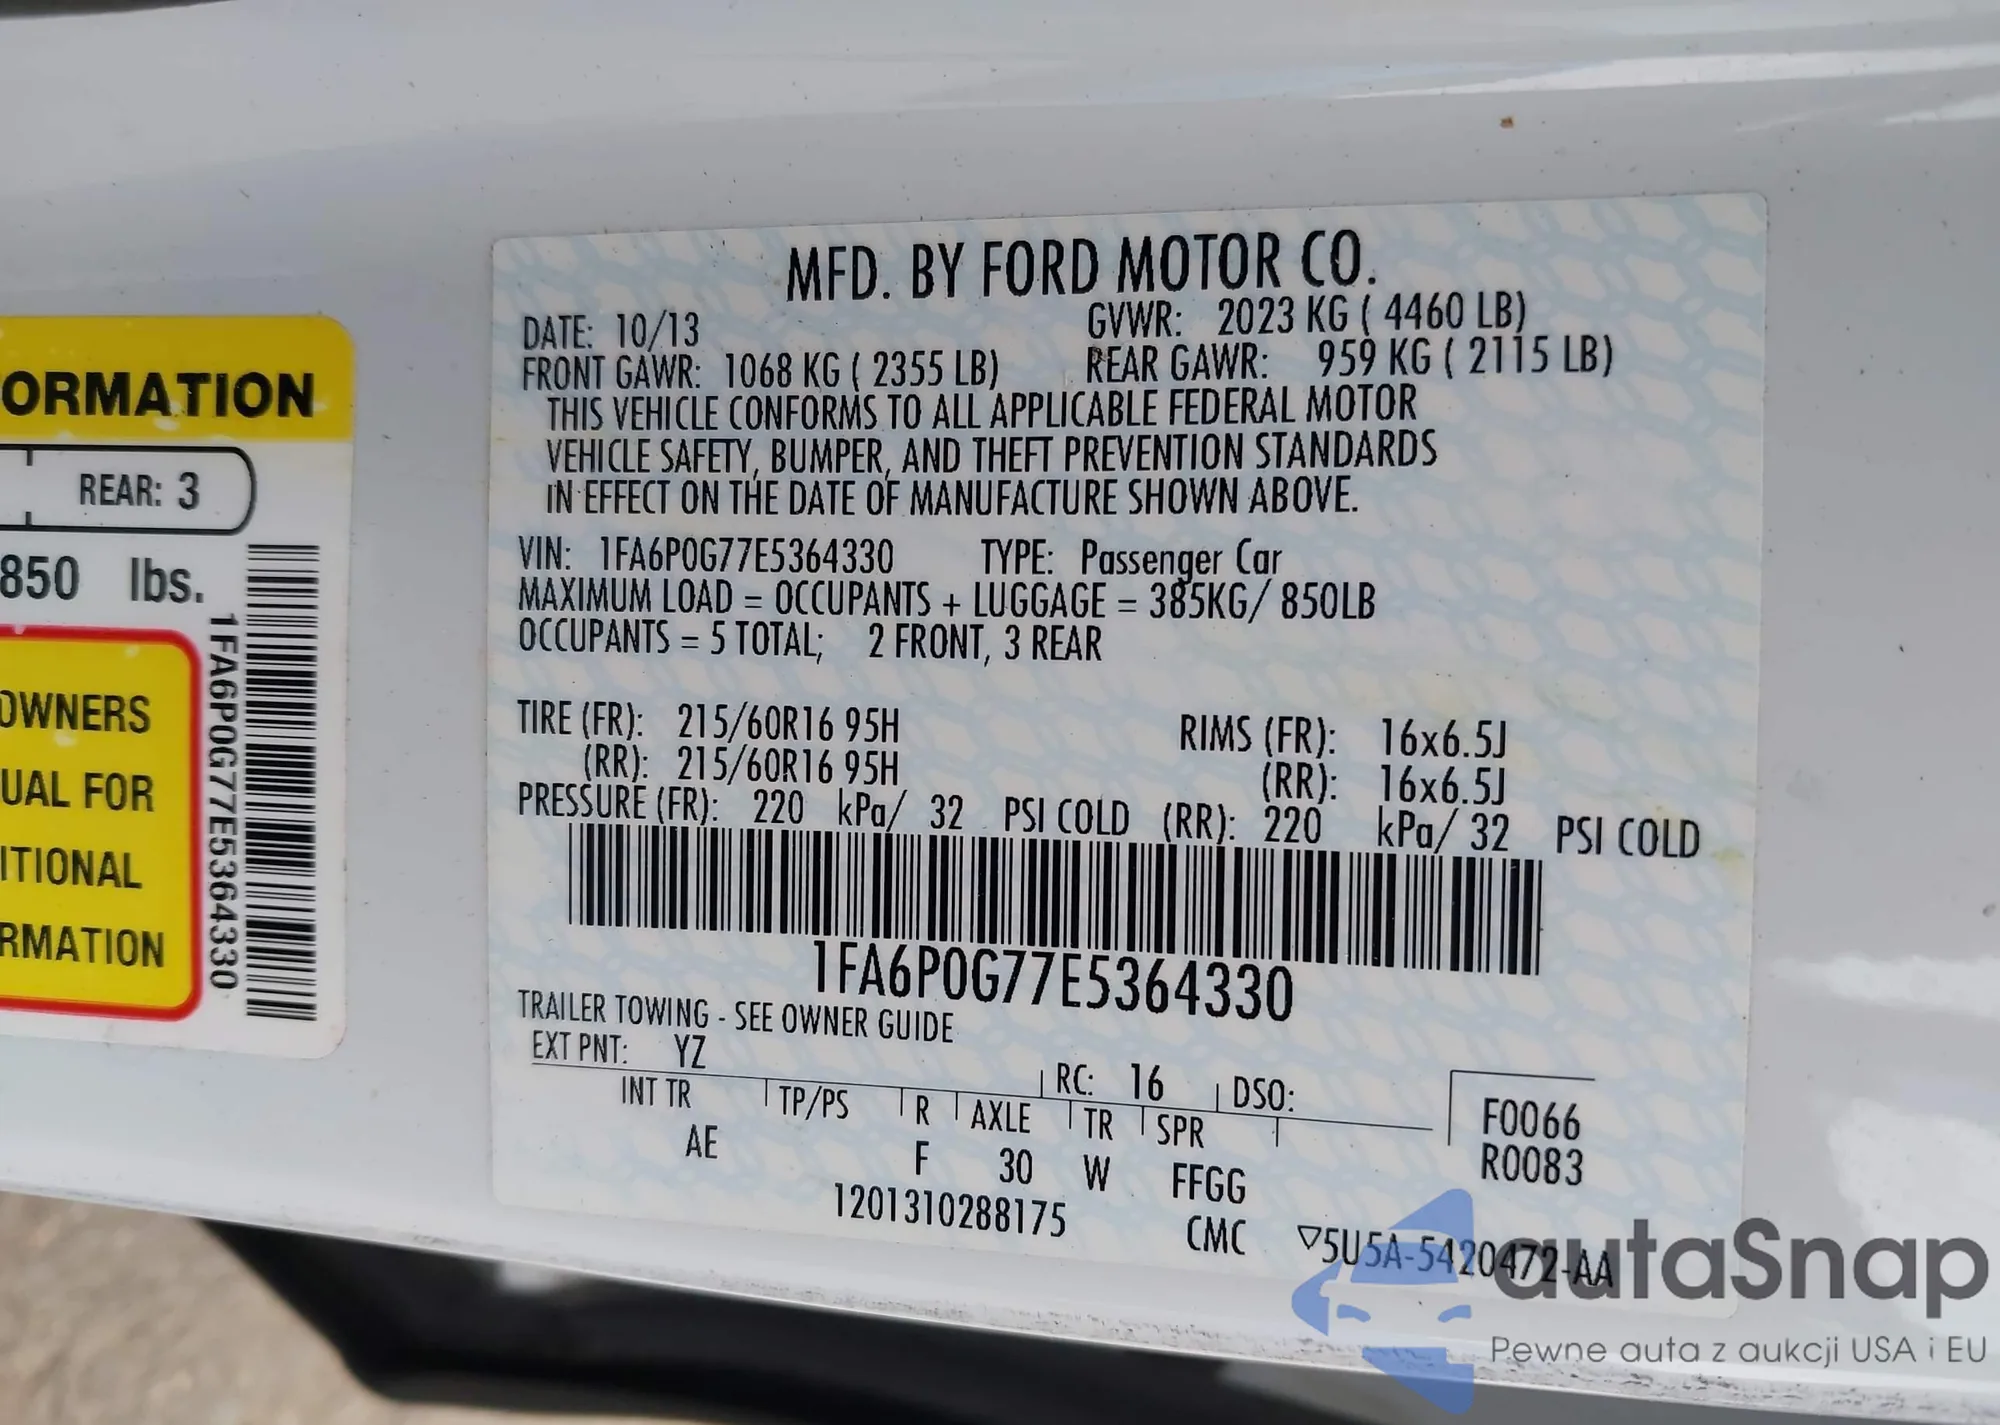 ORMATION
REAR: 3
850 lbs.
1FA6P0G77E5364330
OWNERS
UAL FOR
ITIONAL
RMATION
MFD. BY FORD MOTOR CO.
DATE: 10/13 GVWR: 2023 KG ( 4460 LB)
FRONT GAWR: 1068 KG ( 2355 LB) REAR GAWR: 959 KG ( 2115 LB)
THIS VEHICLE CONFORMS TO ALL APPLICABLE FEDERAL MOTOR
VEHICLE SAFETY, BUMPER, AND THEFT PREVENTION STANDARDS
IN EFFECT ON THE DATE OF MANUFACTURE SHOWN ABOVE.
VIN: 1FA6P0G77E5364330 TYPE: Passenger Car
MAXIMUM LOAD = OCCUPANTS + LUGGAGE = 385KG/ 850LB
OCCUPANTS = 5 TOTAL; 2 FRONT, 3 REAR
TIRE (FR): 215/60R16 95H RIMS (FR): 16x6.5J
(RR): 215/60R16 95H (RR): 16x6.5J
PRESSURE (FR): 220 kPa/ 32 PSI COLD (RR): 220 kPa/ 32 PSI COLD
1FA6P0G77E5364330
TRAILER TOWING - SEE OWNER GUIDE
EXT PNT: YZ RC: 16 DSO:
INT TR TP/PS R AXLE TR SPR F0066
AE F 30 W FFGG R0083
1201310288175 CMC ▽5U5A-5420472-AA
autaSnap
Pewne auta z aukcji USA i EU